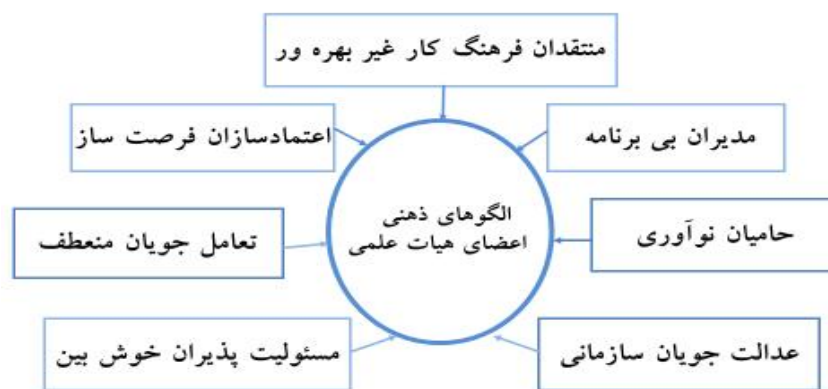 منتقدان فرهنگ کار غیر بهره ور
مدیران بی برنامه
اعتمادسازان فرصت ساز
الگوهای ذهنی
اعضای هیات علمی
حامیان نوآوری
تعامل جویان منعطف
عدالت جویان سازمانی
مسئولیت پذیران خوش بین